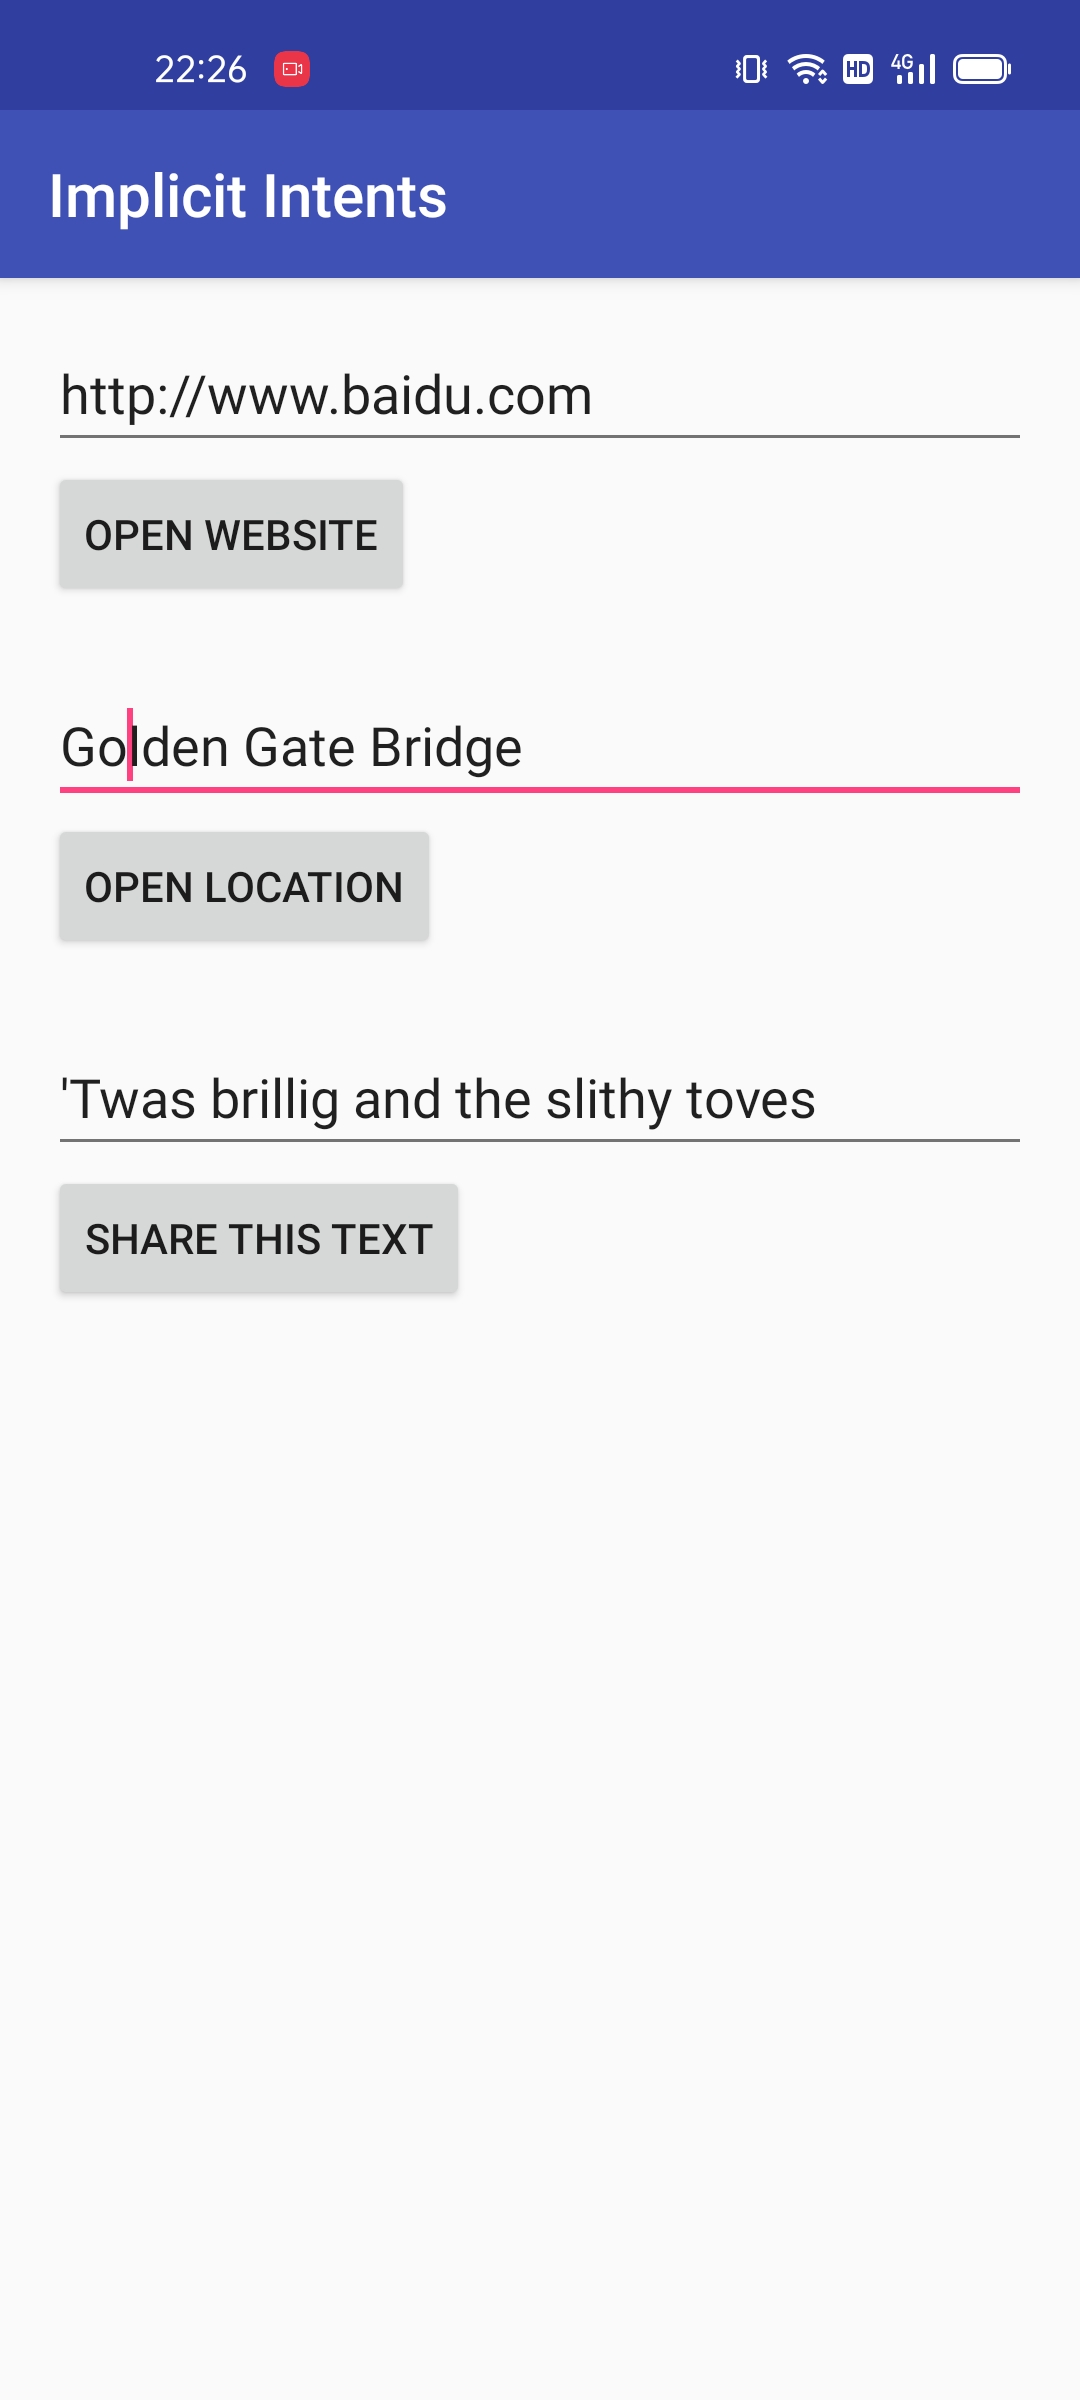 22:26
HD 4G
Implicit Intents
http://www.baidu.com
OPEN WEBSITE
Golden Gate Bridge
OPEN LOCATION
'Twas brillig and the slithy toves
SHARE THIS TEXT